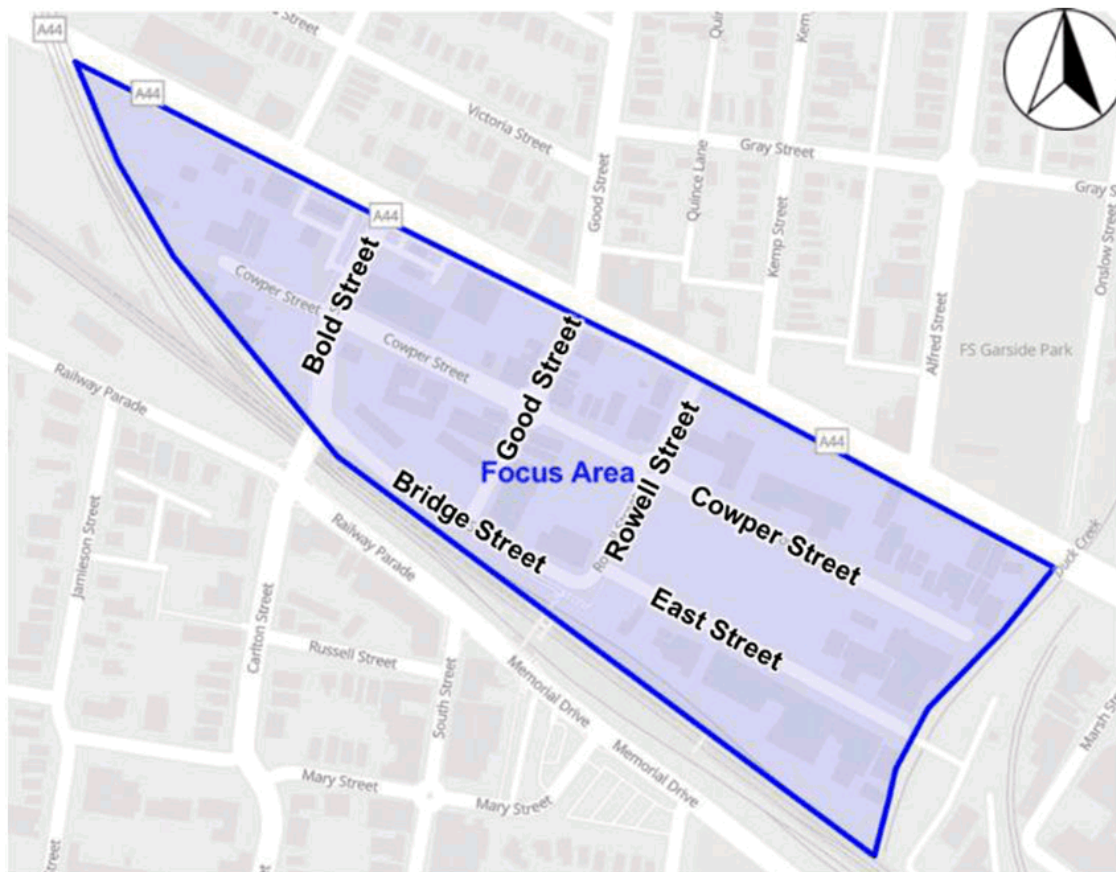 A44
A44
Victoria Street
Gray Street
Gray S
Good Street
Quince Lane
Kemp Street
Onslow Street
A44
Cowper Street
Bold Street
Cowper Street
Alfred Street
FS Garside Park
Railway Parade
Good Street
Focus Area
Rowell Street
A44
Bridge Street
Cowper Street
Duck Creek
Railway Parade
Jamieson Street
Carlton Street
East Street
Russell Street
South Street
Memorial Drive
Memorial Drive
Marsh St
Mary Street
Mary Street